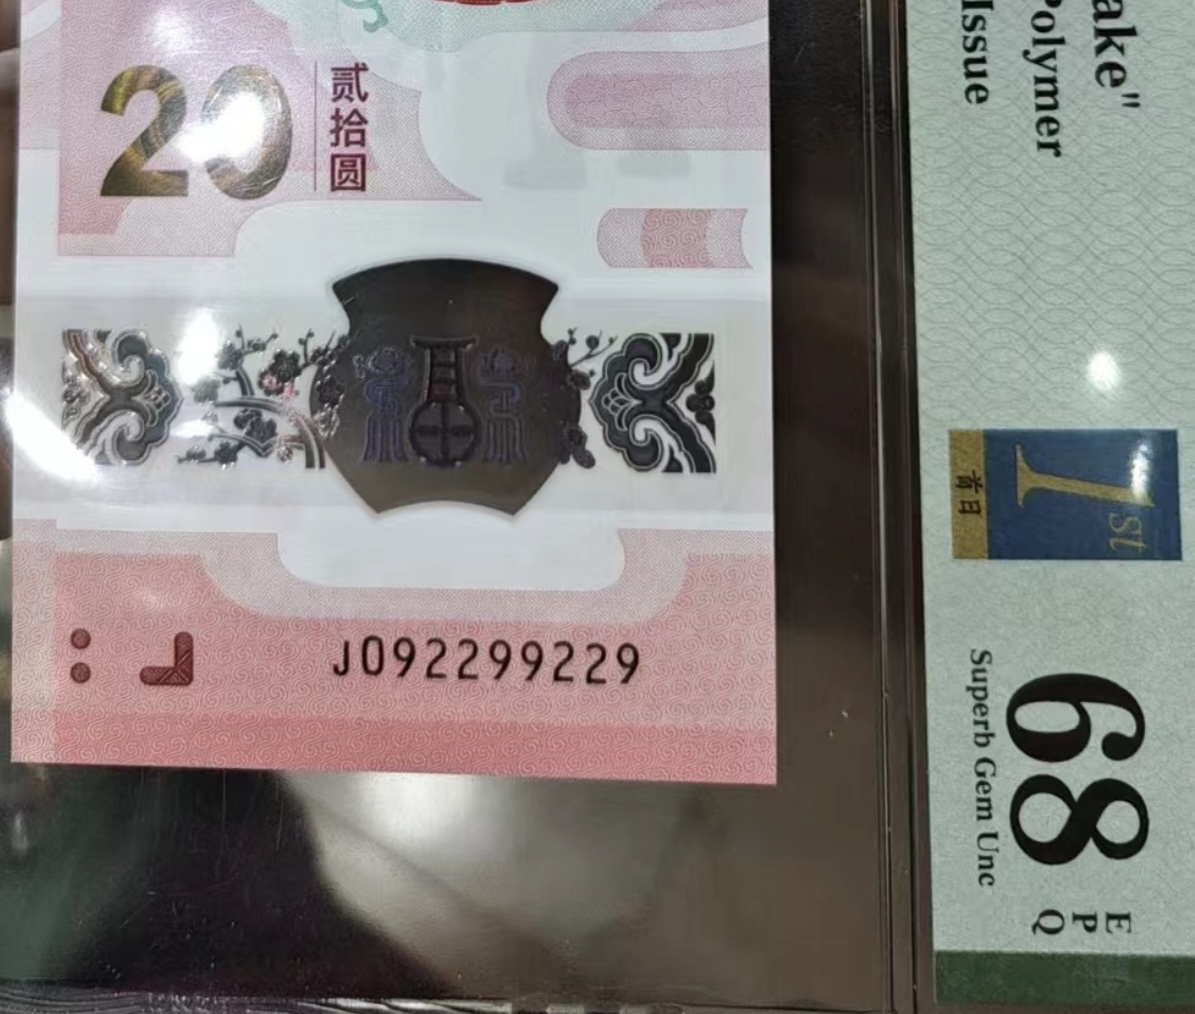 20
贰拾圆
J092299229
ake"
Polymer
Issue
1st
首日
68
Superb Gem Unc
EPQ